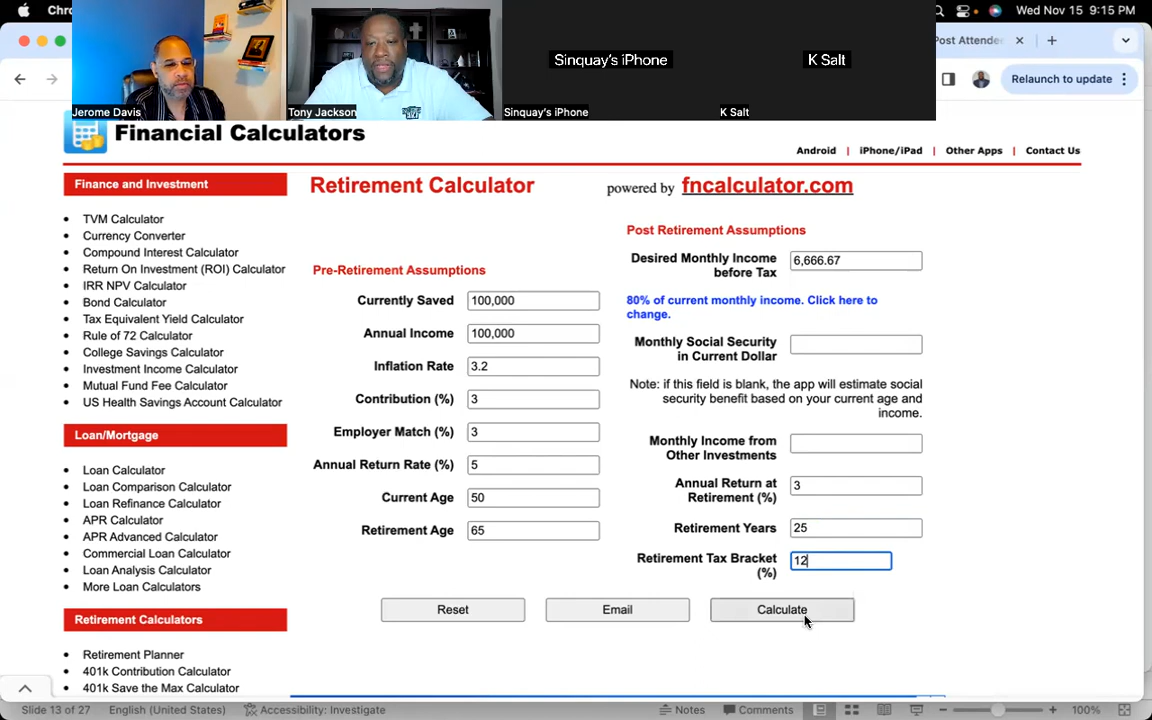 Chro
Wed Nov 15 9:15 PM
Jerome Davis
Tony Jackson
Sinquay's iPhone
Sinquay's iPhone
K Salt
K Salt
Post Attende
Relaunch to update
Financial Calculators
Android | iPhone/iPad | Other Apps | Contact Us
Finance and Investment
TVM Calculator
Currency Converter
Compound Interest Calculator
Return On Investment (ROI) Calculator
IRR NPV Calculator
Bond Calculator
Tax Equivalent Yield Calculator
Rule of 72 Calculator
College Savings Calculator
Investment Income Calculator
Mutual Fund Fee Calculator
US Health Savings Account Calculator
Loan/Mortgage
Loan Calculator
Loan Comparison Calculator
Loan Refinance Calculator
APR Calculator
APR Advanced Calculator
Commercial Loan Calculator
Loan Analysis Calculator
More Loan Calculators
Retirement Calculators
Retirement Planner
401k Contribution Calculator
401k Save the Max Calculator
Retirement Calculator
powered by fncalculator.com
Pre-Retirement Assumptions
Currently Saved 100,000
Annual Income 100,000
Inflation Rate 3.2
Contribution (%) 3
Employer Match (%) 3
Annual Return Rate (%) 5
Current Age 50
Retirement Age 65
Post Retirement Assumptions
Desired Monthly Income 6,666.67
before Tax
80% of current monthly income. Click here to
change.
Monthly Social Security
in Current Dollar
Note: if this field is blank, the app will estimate social
security benefit based on your current age and
income.
Monthly Income from
Other Investments
Annual Return at 3
Retirement (%)
Retirement Years 25
Retirement Tax Bracket 12
(%)
Reset
Email
Calculate
Slide 13 of 27
English (United States)
Accessibility: Investigate
Notes
Comments
100%